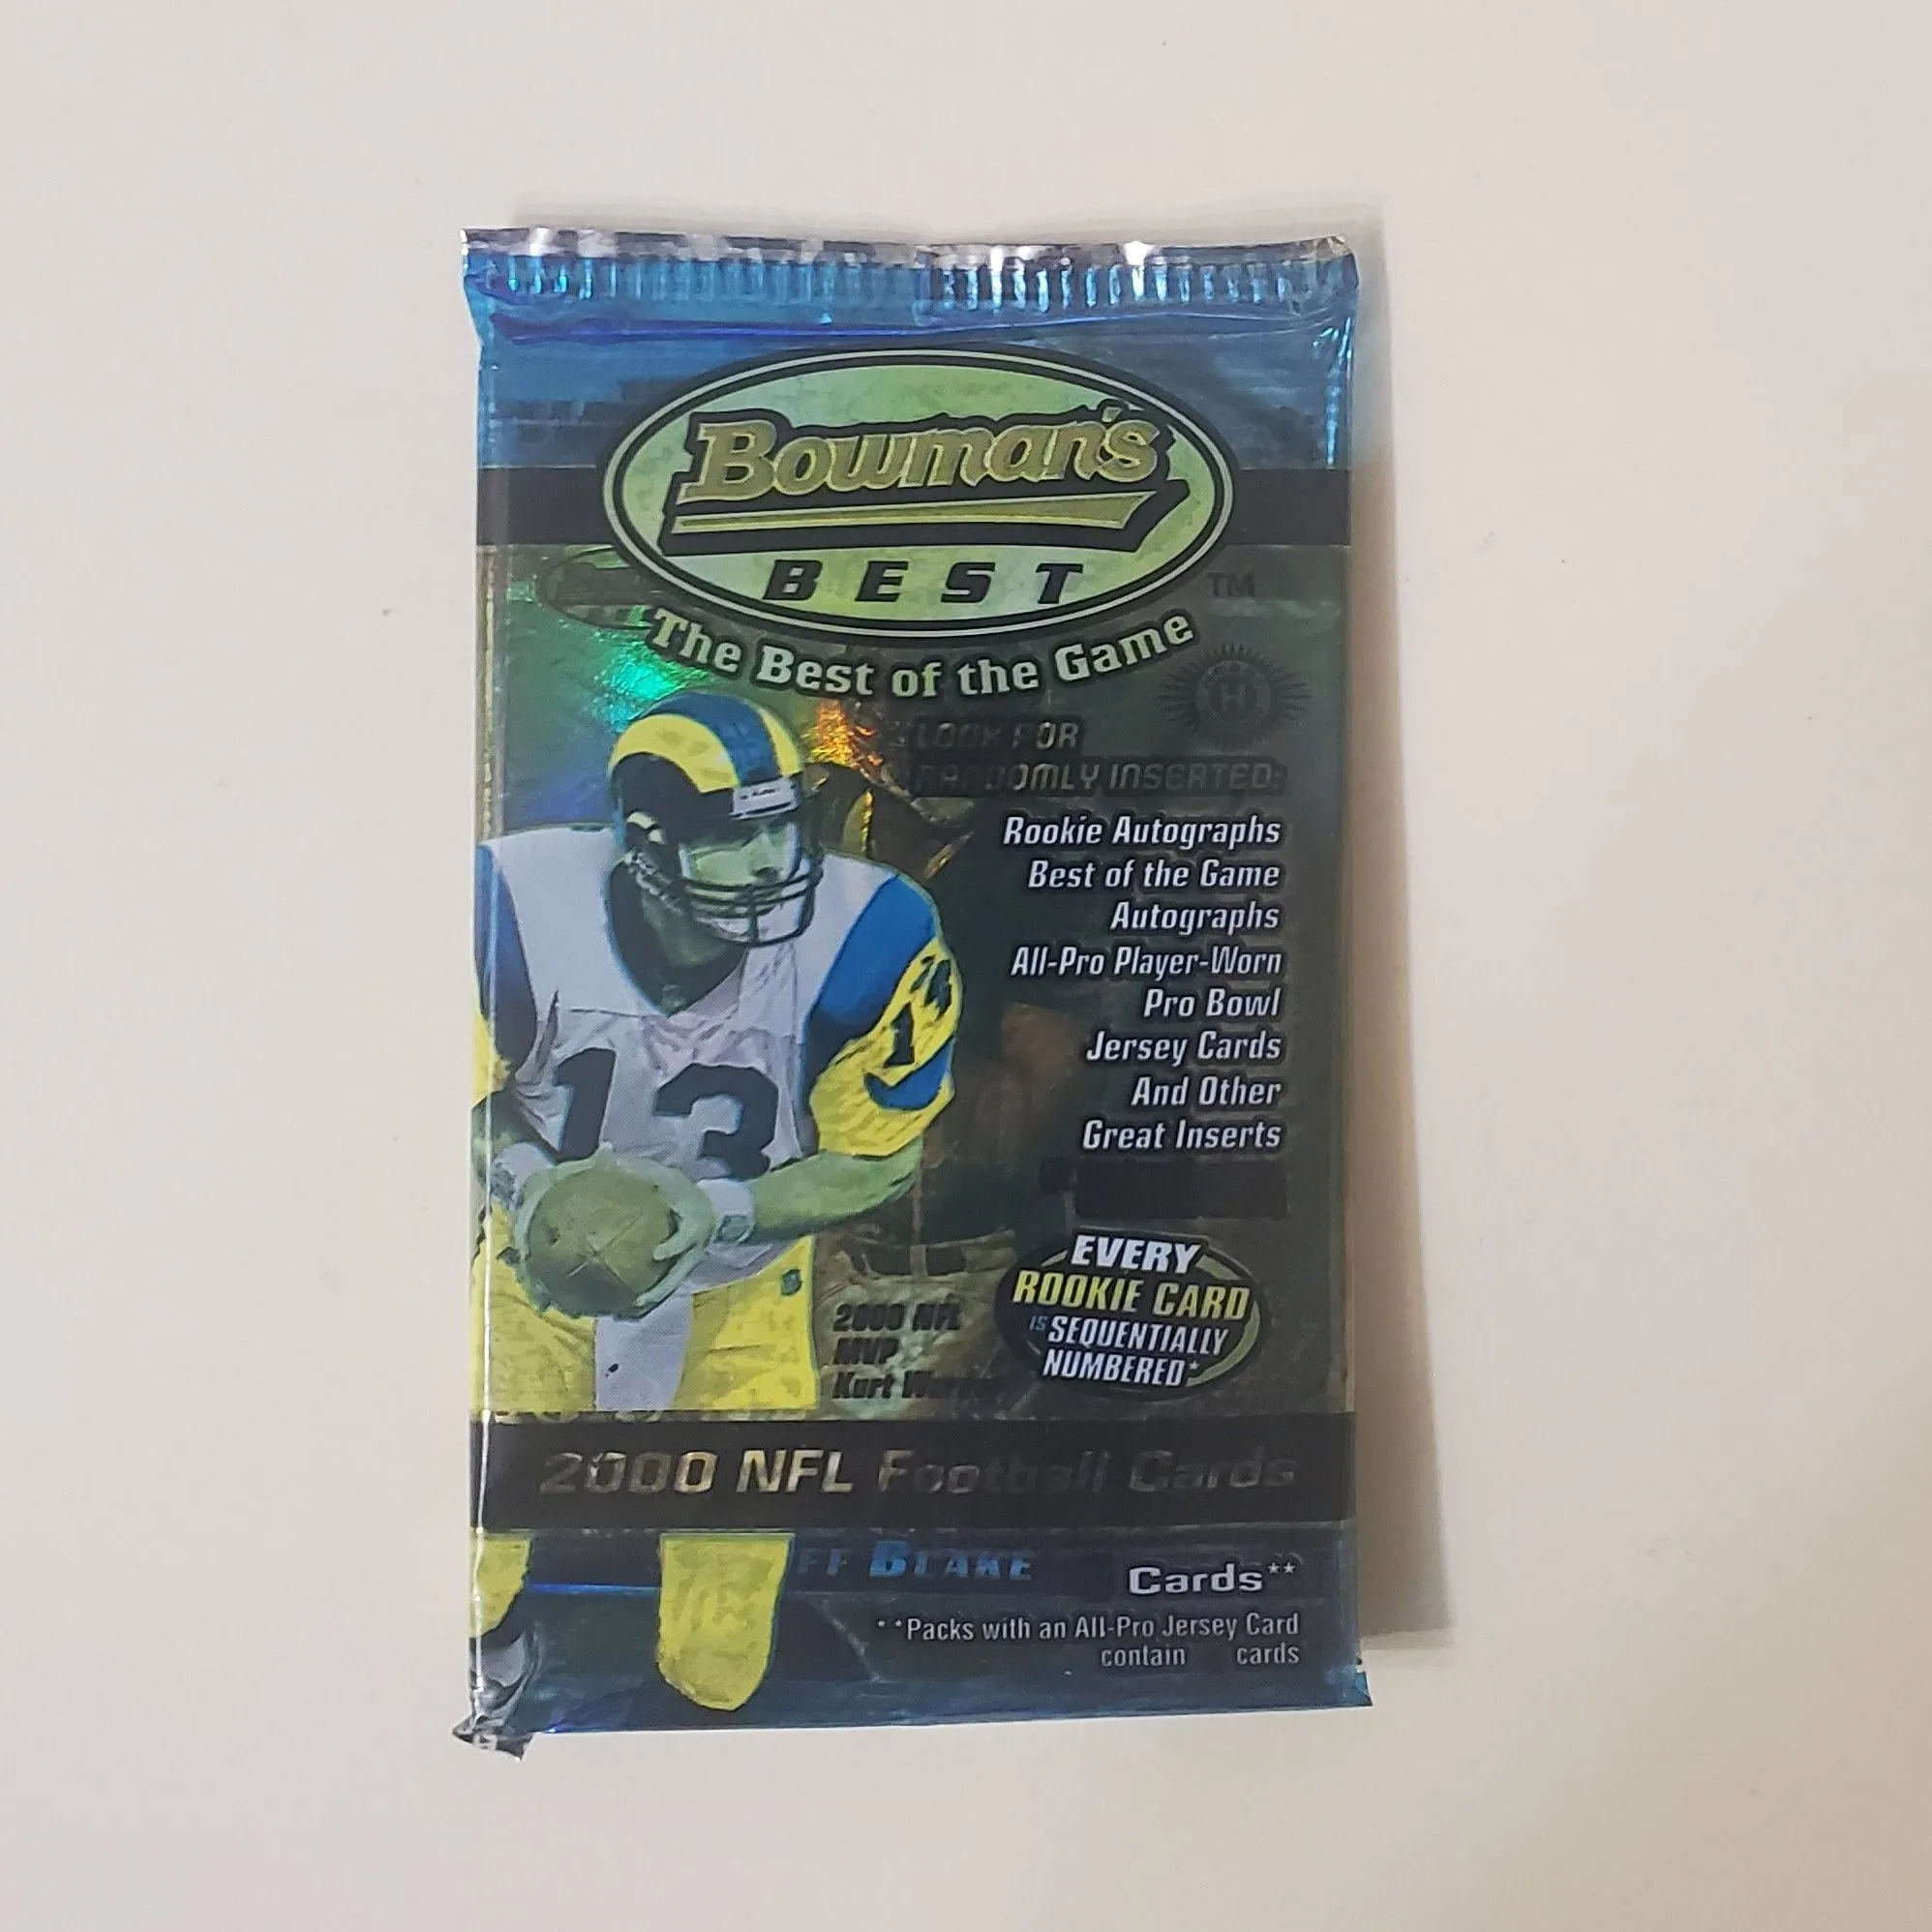 Bowman's
BEST
TM
The Best of the Game
H
LOOK FOR
RANDOMLY INSERTED:
Rookie Autographs
Best of the Game
Autographs
All-Pro Player-Worn
Pro Bowl
Jersey Cards
And Other
Great Inserts
13
EVERY
ROOKIE CARD
IS SEQUENTIALLY
NUMBERED*
2000 NFL
MVP
Kurt Warner
2000 NFL Football Cards
FF BLAKE
Cards**
**Packs with an All-Pro Jersey Card
contain cards